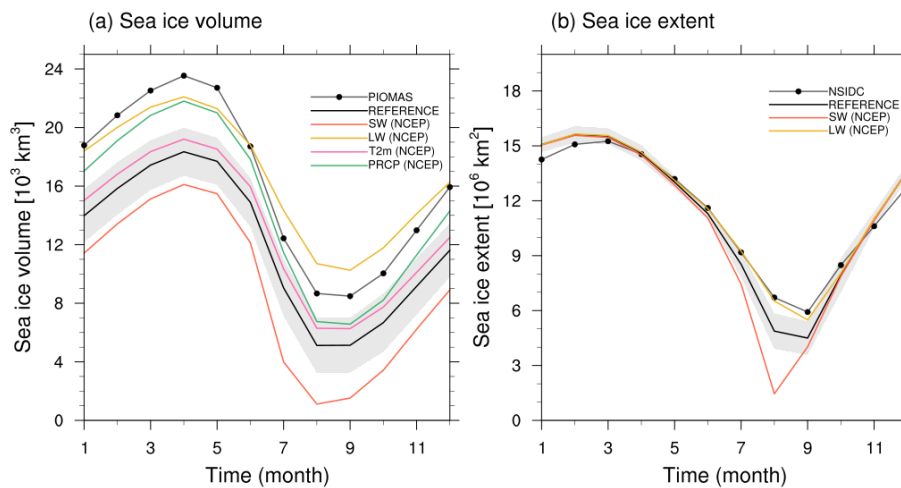 (a) Sea ice volume
Sea ice volume [10³ km³]
24
20
16
12
8
4
0
PIOMAS
REFERENCE
SW (NCEP)
LW (NCEP)
T2m (NCEP)
PRCP (NCEP)
1 3 5 7 9 11
Time (month)
(b) Sea ice extent
Sea ice extent [10⁶ km²]
18
15
12
9
6
3
0
NSIDC
REFERENCE
SW (NCEP)
LW (NCEP)
1 3 5 7 9 11
Time (month)